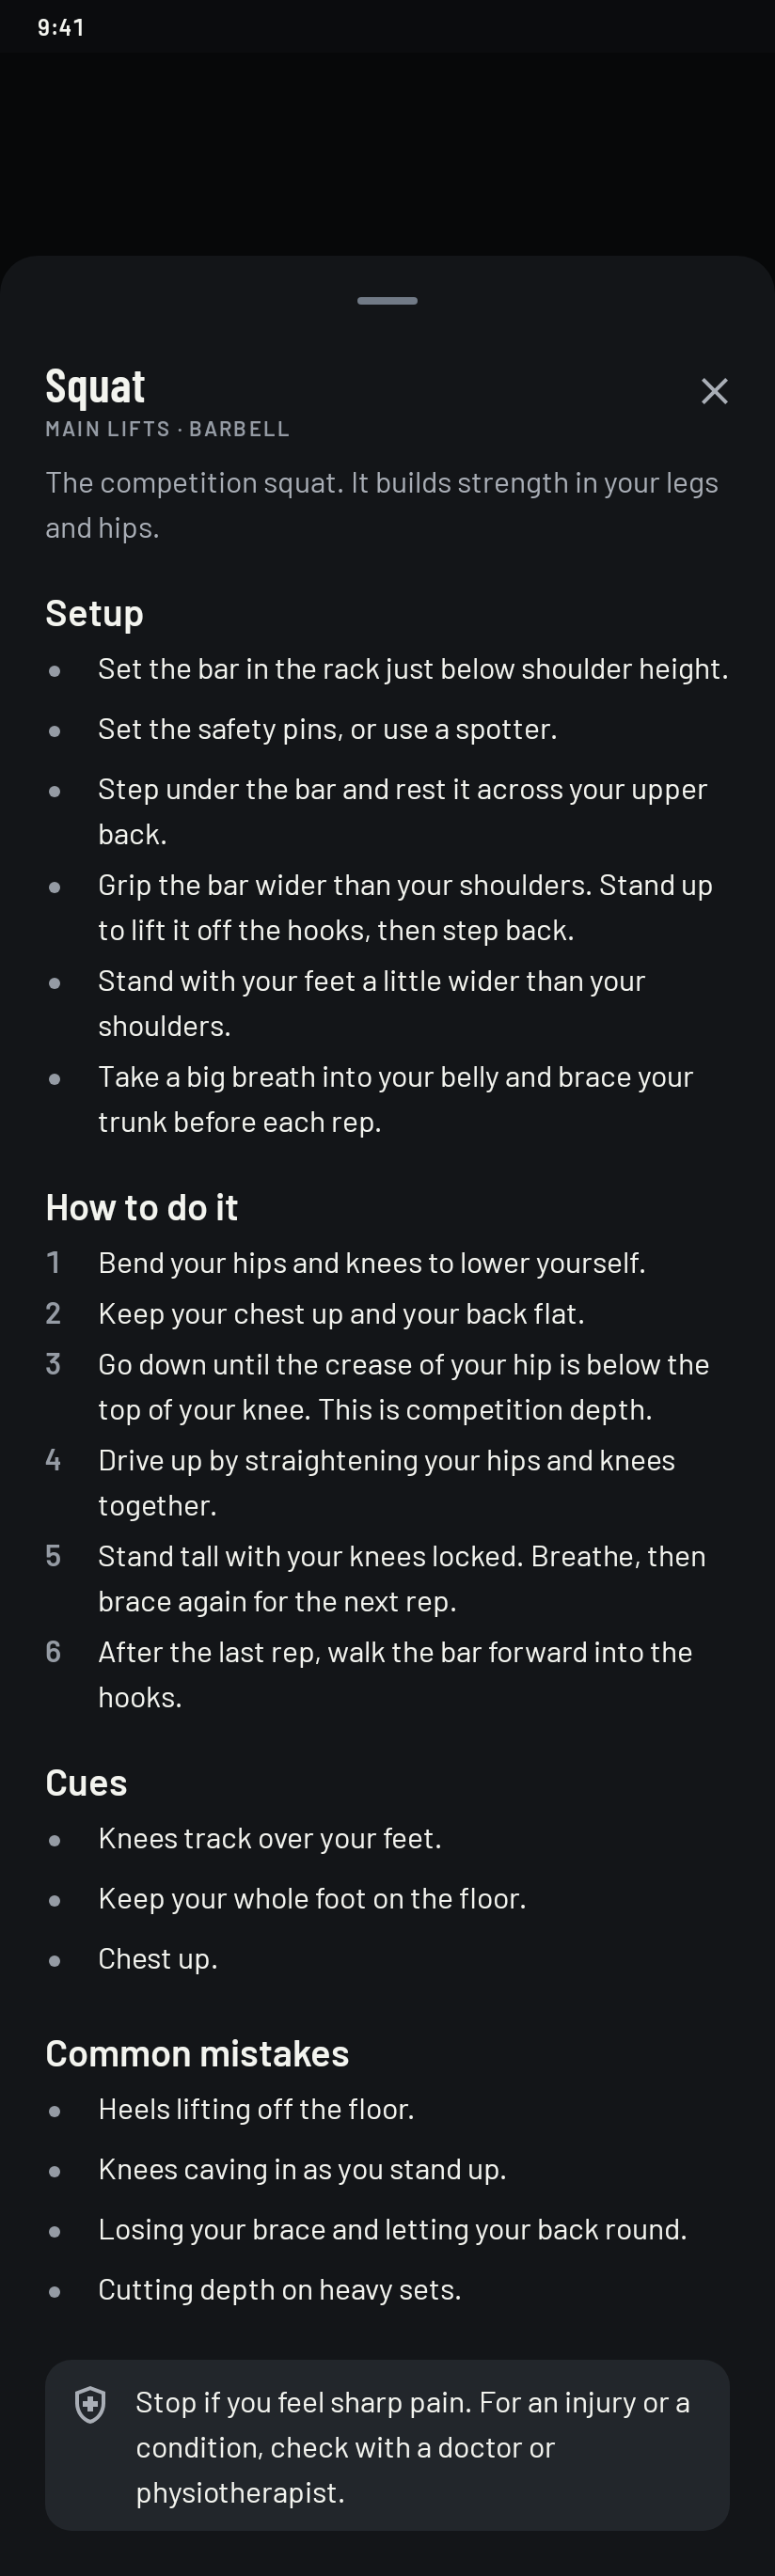 9:41
Squat
MAIN LIFTS · BARBELL
The competition squat. It builds strength in your legs
and hips.
Setup
• Set the bar in the rack just below shoulder height.
• Set the safety pins, or use a spotter.
• Step under the bar and rest it across your upper
back.
• Grip the bar wider than your shoulders. Stand up
to lift it off the hooks, then step back.
• Stand with your feet a little wider than your
shoulders.
• Take a big breath into your belly and brace your
trunk before each rep.
How to do it
1 Bend your hips and knees to lower yourself.
2 Keep your chest up and your back flat.
3 Go down until the crease of your hip is below the
top of your knee. This is competition depth.
4 Drive up by straightening your hips and knees
together.
5 Stand tall with your knees locked. Breathe, then
brace again for the next rep.
6 After the last rep, walk the bar forward into the
hooks.
Cues
• Knees track over your feet.
• Keep your whole foot on the floor.
• Chest up.
Common mistakes
• Heels lifting off the floor.
• Knees caving in as you stand up.
• Losing your brace and letting your back round.
• Cutting depth on heavy sets.
Stop if you feel sharp pain. For an injury or a
condition, check with a doctor or
physiotherapist.